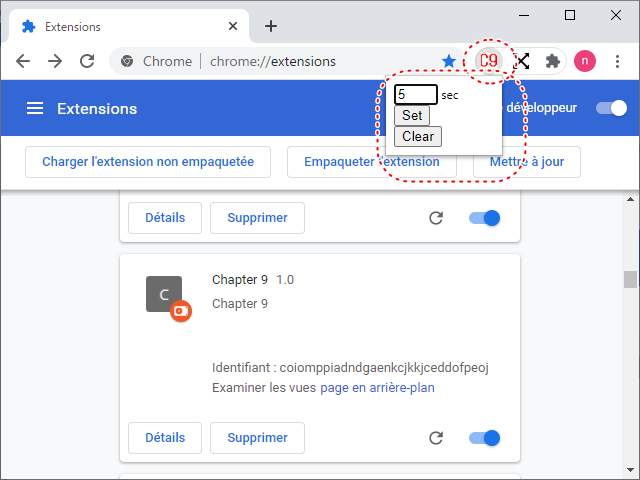 Extensions
Chrome | chrome://extensions
C9
n
5 sec
Set
Clear
Extensions
développeur
Charger l'extension non empaquetée
Empaqueter l'extension
Mettre à jour
Détails
Supprimer
C
Chapter 9 1.0
Chapter 9
Identifiant : coiomppiadndgaenkcjkkjceddofpeoj
Examiner les vues page en arrière-plan
Détails
Supprimer